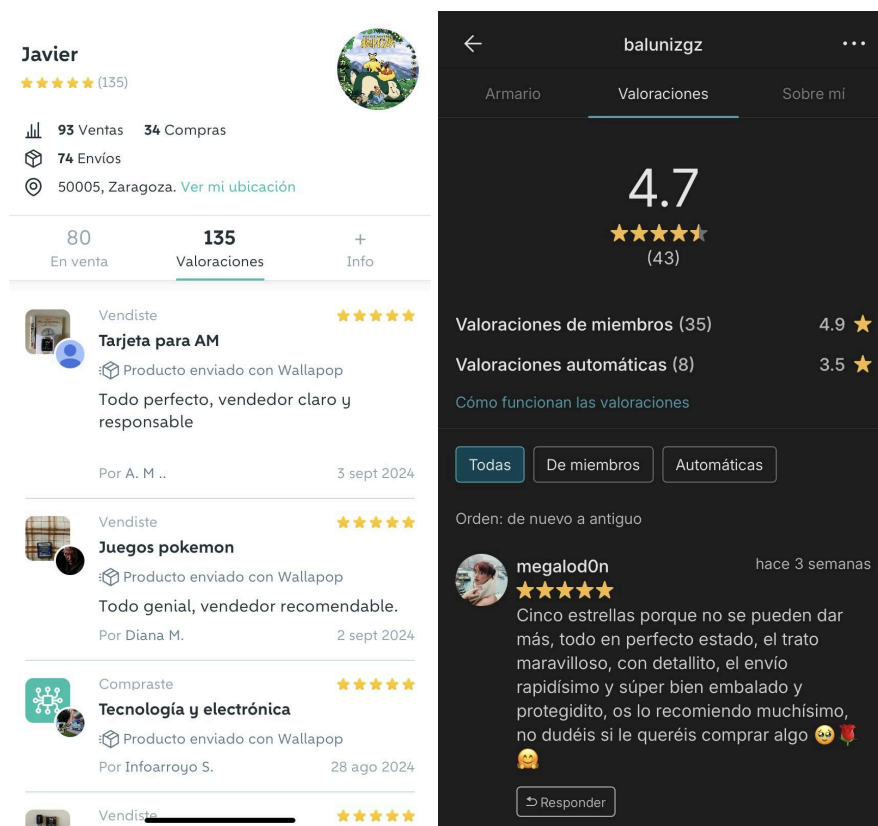 Javier
(135)
93 Ventas 34 Compras
74 Envíos
50005, Zaragoza. Ver mi ubicación
80
En venta
135
Valoraciones
+
Info
Vendiste
Tarjeta para AM
Producto enviado con Wallapop
Todo perfecto, vendedor claro y
responsable
Por A. M ..
3 sept 2024
Vendiste
Juegos pokemon
Producto enviado con Wallapop
Todo genial, vendedor recomendable.
Por Diana M.
2 sept 2024
Compraste
Tecnología y electrónica
Producto enviado con Wallapop
Por Infoarroyo S.
28 ago 2024
Vendiste
balunizgz
Armario
Valoraciones
Sobre mí
4.7
(43)
Valoraciones de miembros (35)
4.9
Valoraciones automáticas (8)
3.5
Cómo funcionan las valoraciones
Todas
De miembros
Automáticas
Orden: de nuevo a antiguo
megalod0n
hace 3 semanas
Cinco estrellas porque no se pueden dar
más, todo en perfecto estado, el trato
maravilloso, con detallito, el envío
rapidísimo y súper bien embalado y
protegidito, os lo recomiendo muchísimo,
no dudéis si le queréis comprar algo 🥹🌹
🤗
Responder